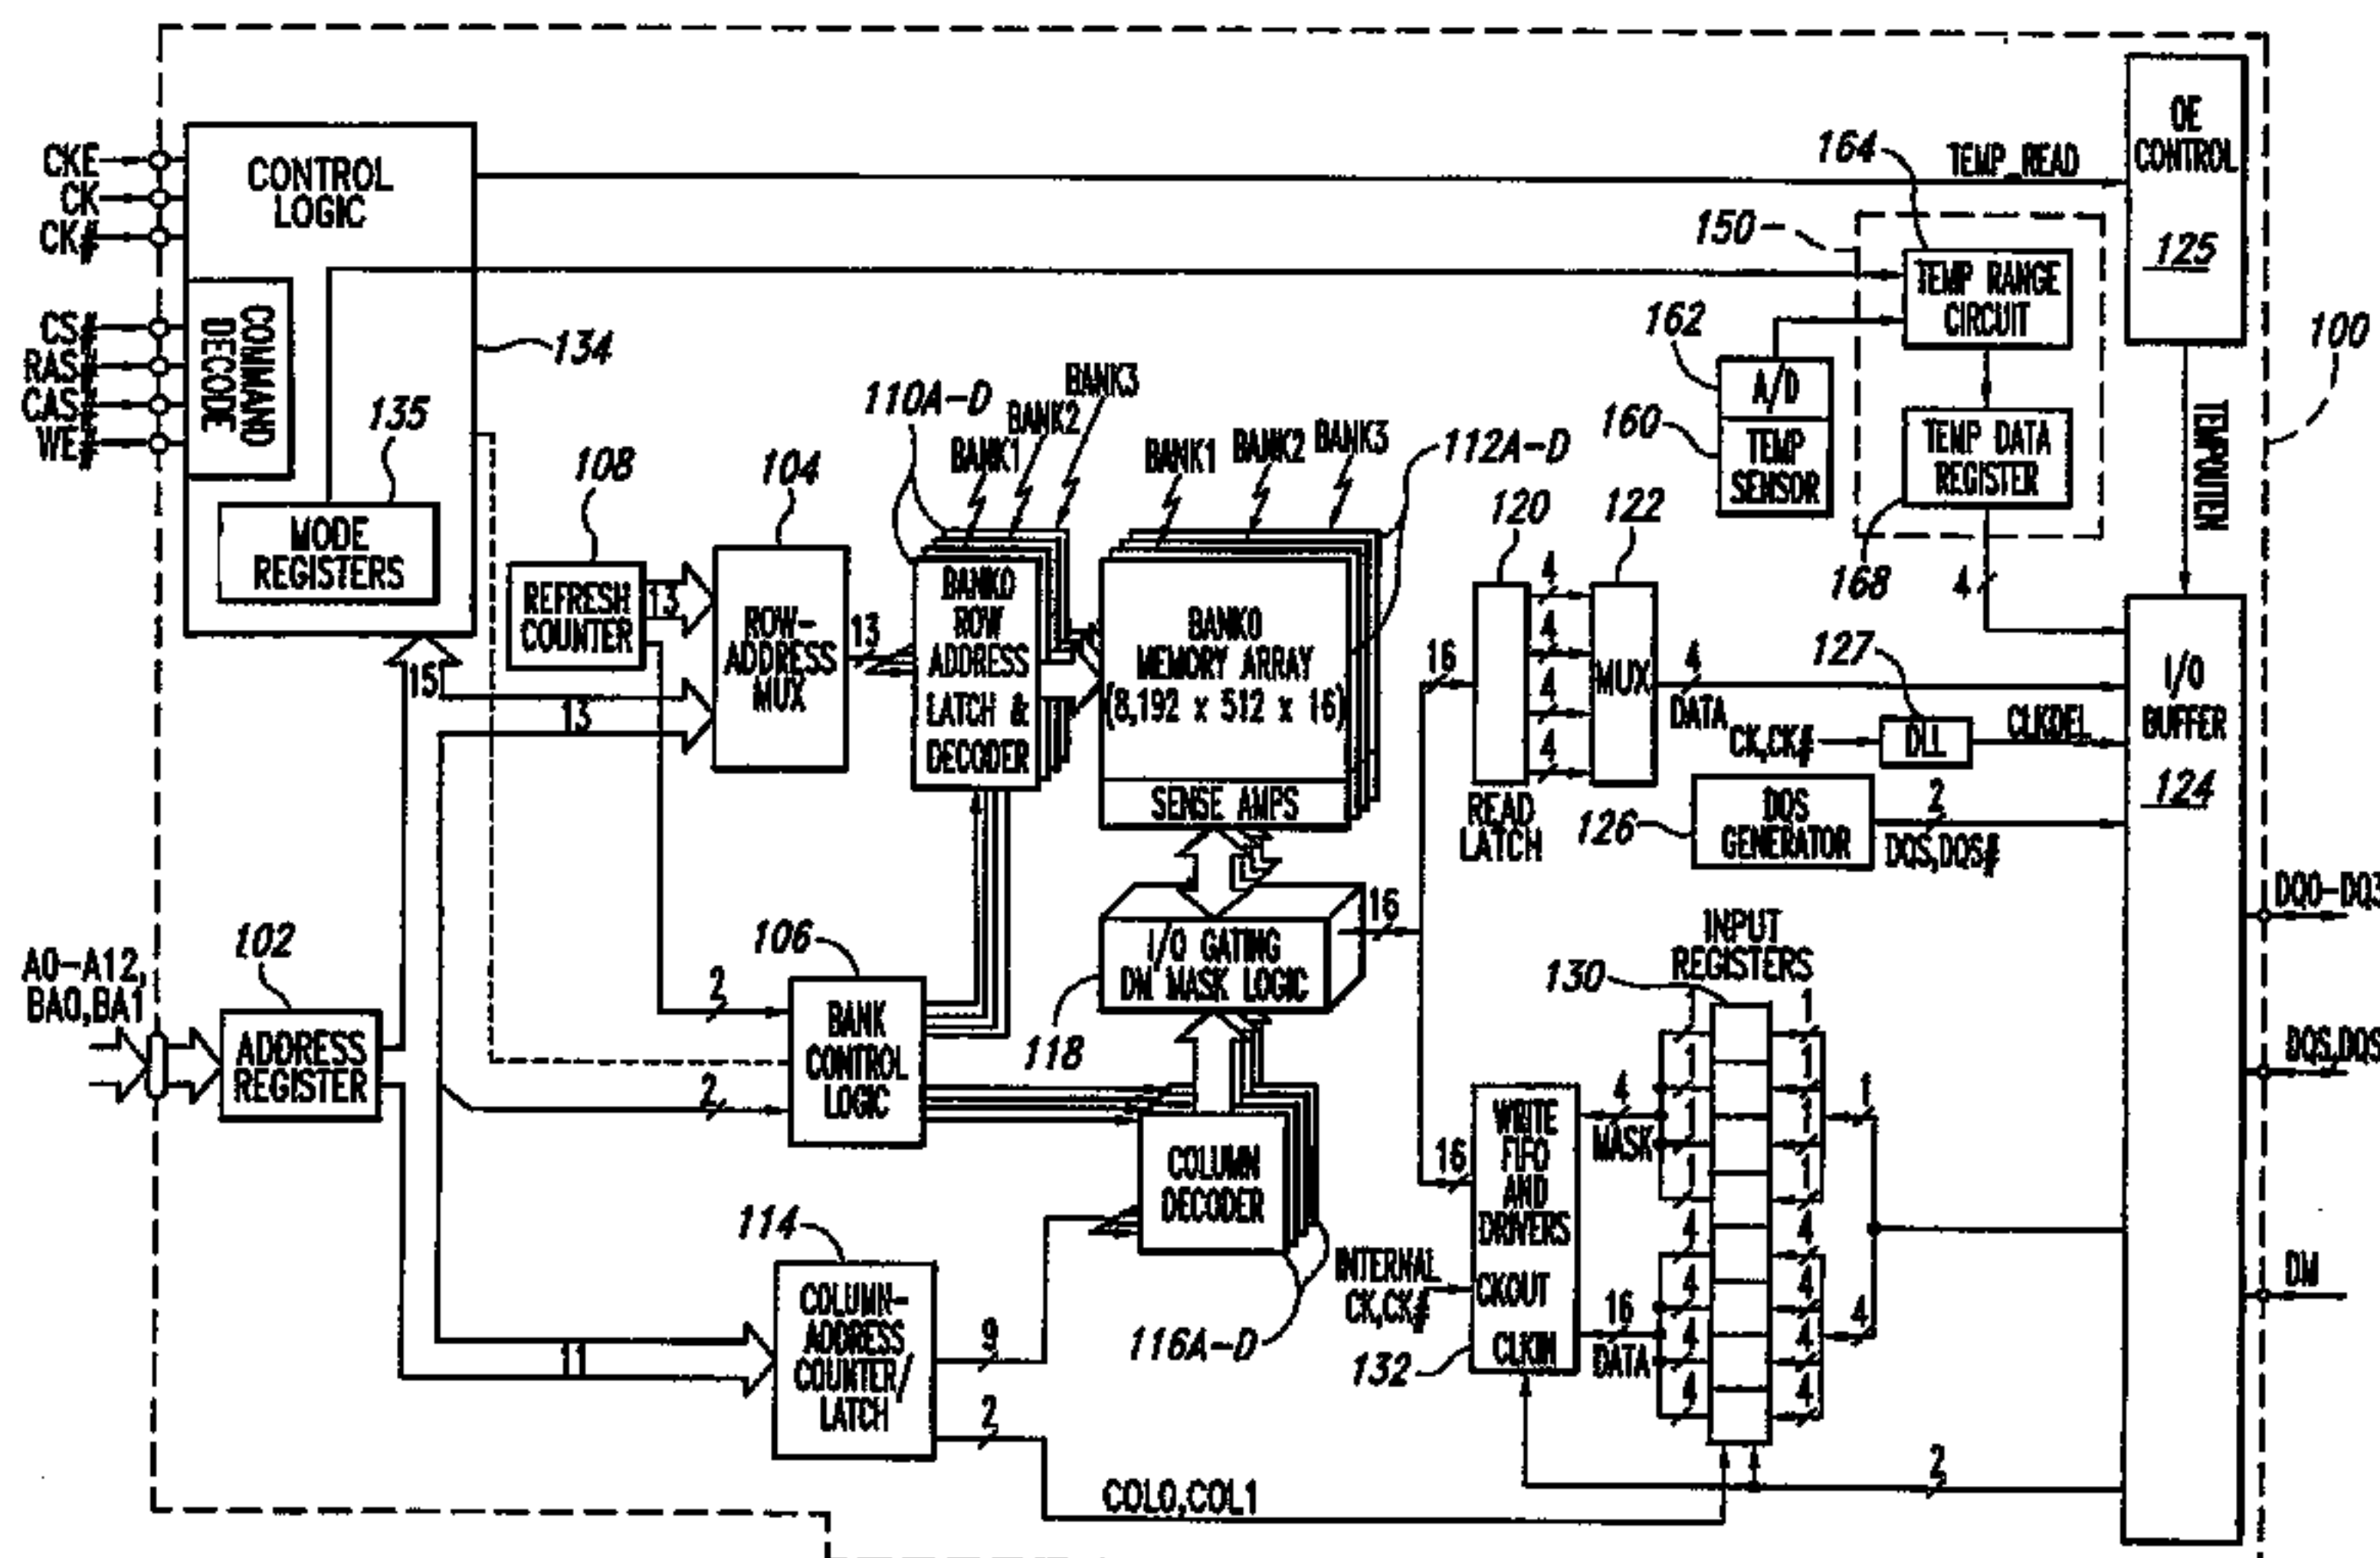 CKE
CK
CK#
CS#
RAS#
CAS#
WE#
CONTROL
LOGIC
COMMAND
DECODE
134
135
MODE
REGISTERS
15
A0-A12,
BA0,BA1
102
ADDRESS
REGISTER
108
REFRESH
COUNTER
13
13
104
ROW-
ADDRESS
MUX
13
110A-D
BANK1
BANK2
BANK3
BANK0
ROW
ADDRESS
LATCH &
DECODER
BANK1
BANK2
BANK3
112A-D
BANK0
MEMORY ARRAY
(8,192 x 512 x 16)
SENSE AMPS
106
2
2
BANK
CONTROL
LOGIC
I/O GATING
DM MASK LOGIC
118
16
114
11
COLUMN-
ADDRESS
COUNTER/
LATCH
9
2
COL0,COL1
COLUMN
DECODER
116A-D
16
120
READ
LATCH
4
4
4
4
122
MUX
4
DATA
TEMP_READ
OE
CONTROL
125
150
164
TEMP RANGE
CIRCUIT
162
A/D
160
TEMP
SENSOR
TEMP DATA
REGISTER
168
4
TEMPOUTEN
100
127
CK,CK#
DLL
CLKDEL
126
DQS
GENERATOR
2
DQS,DQS#
I/O
BUFFER
124
DQ0-DQ3
DQS,DQS
DM
INPUT
REGISTERS
130
16
WRITE
FIFO
AND
DRIVERS
CKOUT
CLKIN
INTERNAL
CK,CK#
132
4
MASK
16
DATA
1
1
1
1
4
4
4
4
1
1
1
1
4
4
4
4
1
4
2